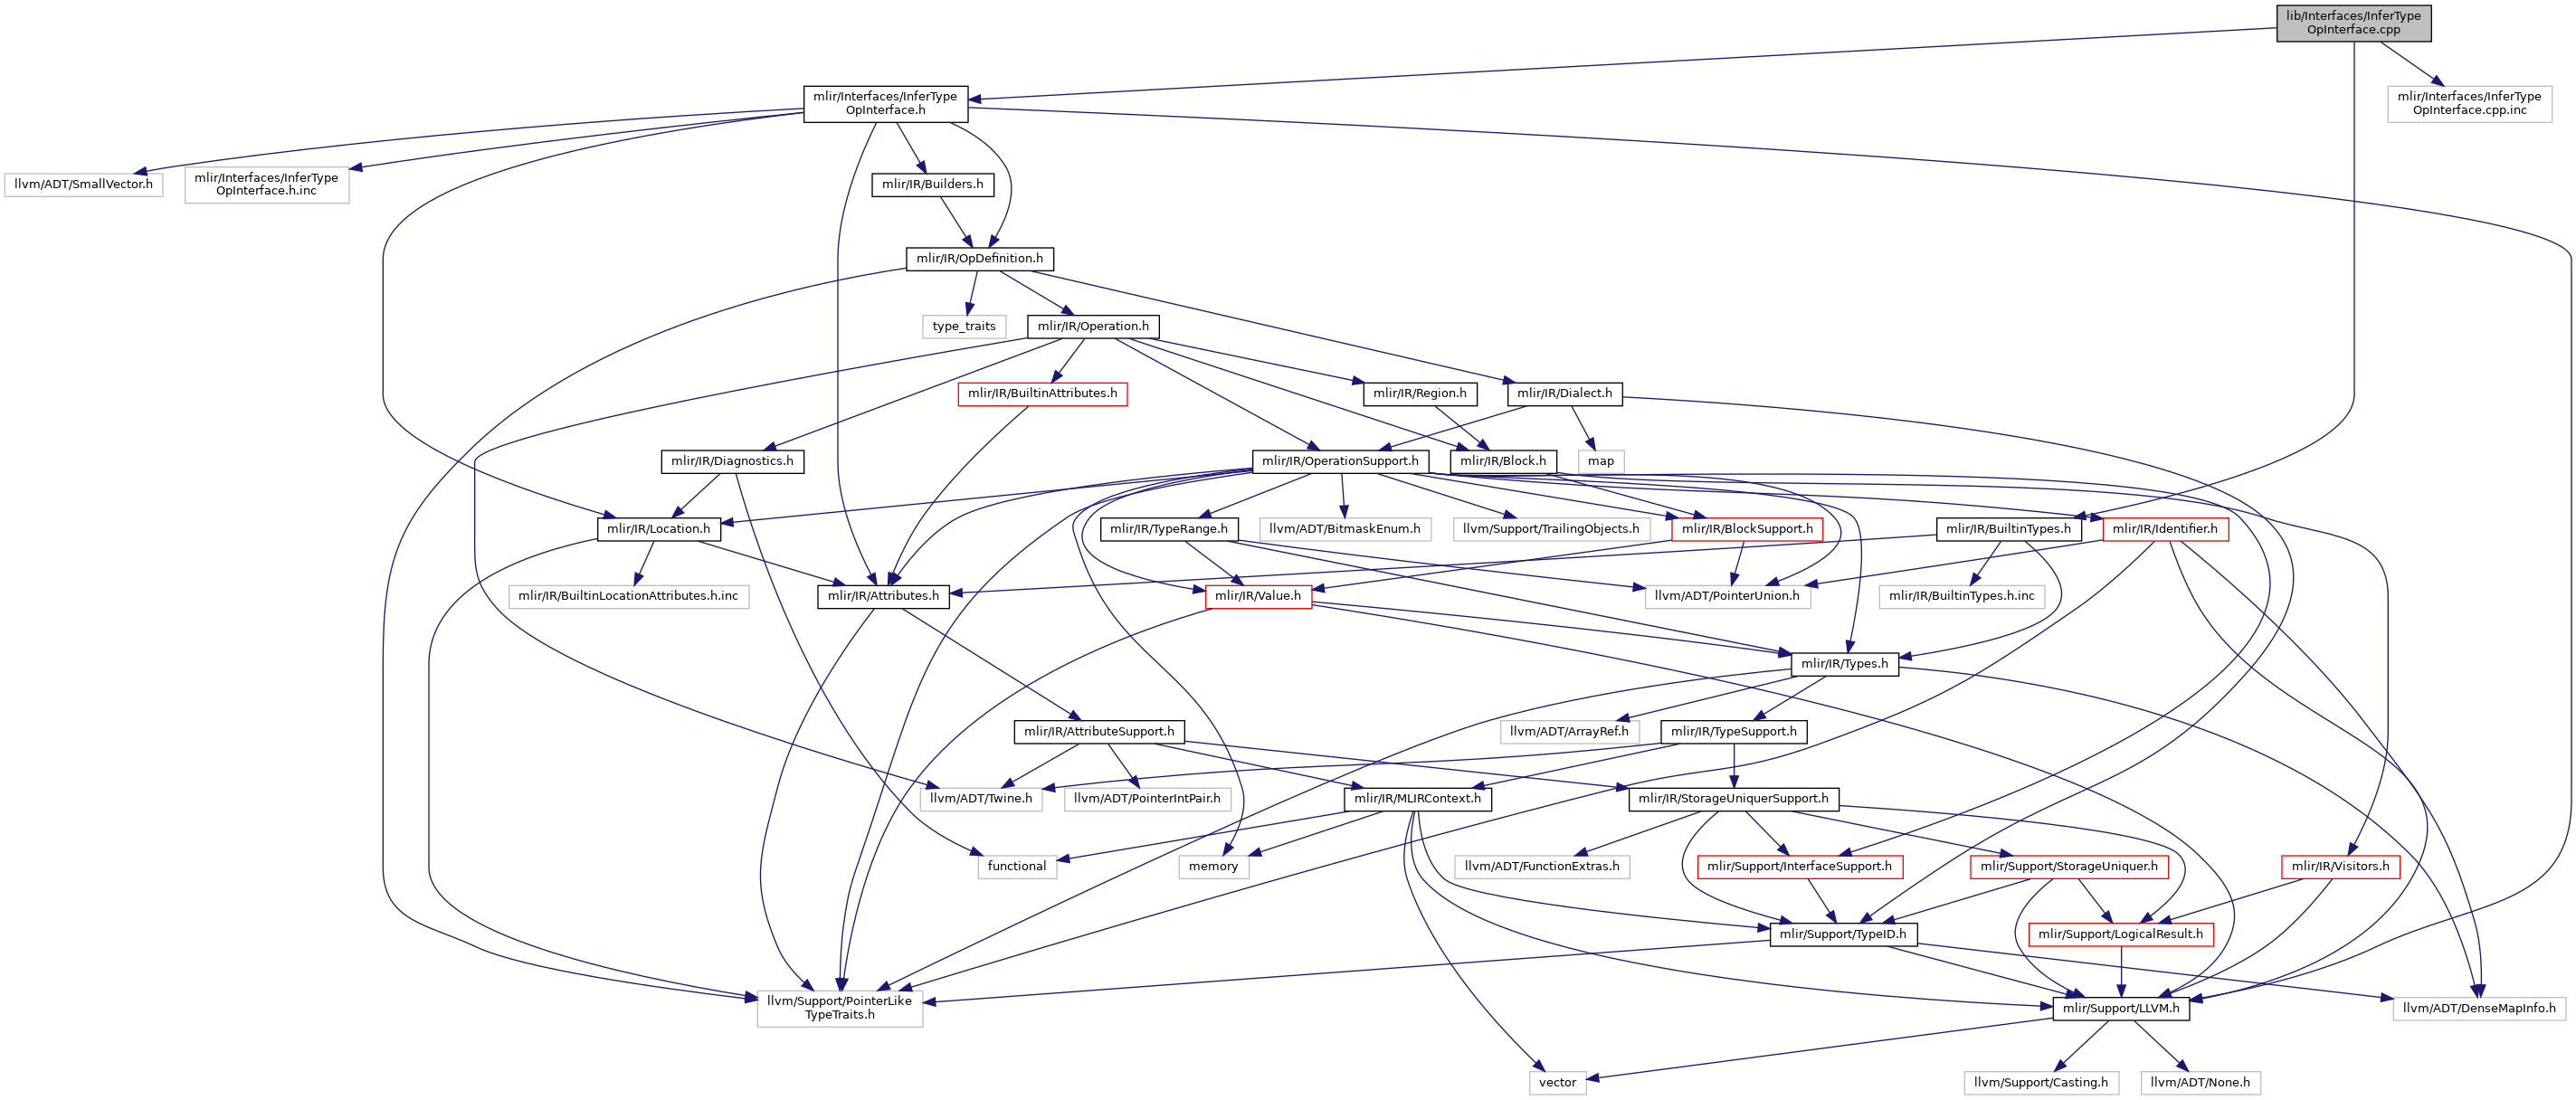 lib/Interfaces/InferType
OpInterface.cpp
mlir/Interfaces/InferType
OpInterface.h
mlir/Interfaces/InferType
OpInterface.cpp.inc
llvm/ADT/SmallVector.h
mlir/Interfaces/InferType
OpInterface.h.inc
mlir/IR/Builders.h
mlir/IR/OpDefinition.h
type_traits
mlir/IR/Operation.h
mlir/IR/BuiltinAttributes.h
mlir/IR/Region.h
mlir/IR/Dialect.h
mlir/IR/Diagnostics.h
mlir/IR/OperationSupport.h
mlir/IR/Block.h
map
mlir/IR/Location.h
mlir/IR/TypeRange.h
llvm/ADT/BitmaskEnum.h
llvm/Support/TrailingObjects.h
mlir/IR/BlockSupport.h
mlir/IR/BuiltinTypes.h
mlir/IR/Identifier.h
mlir/IR/BuiltinLocationAttributes.h.inc
mlir/IR/Attributes.h
mlir/IR/Value.h
llvm/ADT/PointerUnion.h
mlir/IR/BuiltinTypes.h.inc
mlir/IR/Types.h
mlir/IR/AttributeSupport.h
llvm/ADT/ArrayRef.h
mlir/IR/TypeSupport.h
llvm/ADT/Twine.h
llvm/ADT/PointerIntPair.h
mlir/IR/MLIRContext.h
mlir/IR/StorageUniquerSupport.h
functional
memory
llvm/ADT/FunctionExtras.h
mlir/Support/InterfaceSupport.h
mlir/Support/StorageUniquer.h
mlir/IR/Visitors.h
mlir/Support/TypeID.h
mlir/Support/LogicalResult.h
llvm/Support/PointerLike
TypeTraits.h
mlir/Support/LLVM.h
llvm/ADT/DenseMapInfo.h
vector
llvm/Support/Casting.h
llvm/ADT/None.h